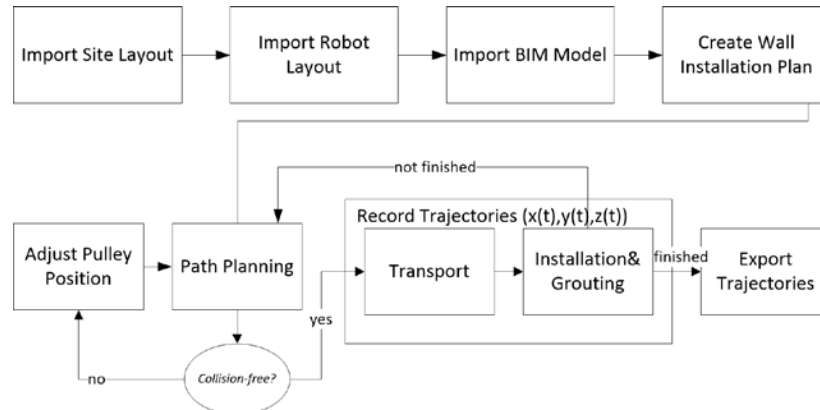 Import Site Layout
Import Robot
Layout
Import BIM Model
Create Wall
Installation Plan
not finished
Record Trajectories (x(t),y(t),z(t))
Adjust Pulley
Position
Path Planning
Transport
Installation&
Grouting
finished
Export
Trajectories
yes
no
Collision-free?